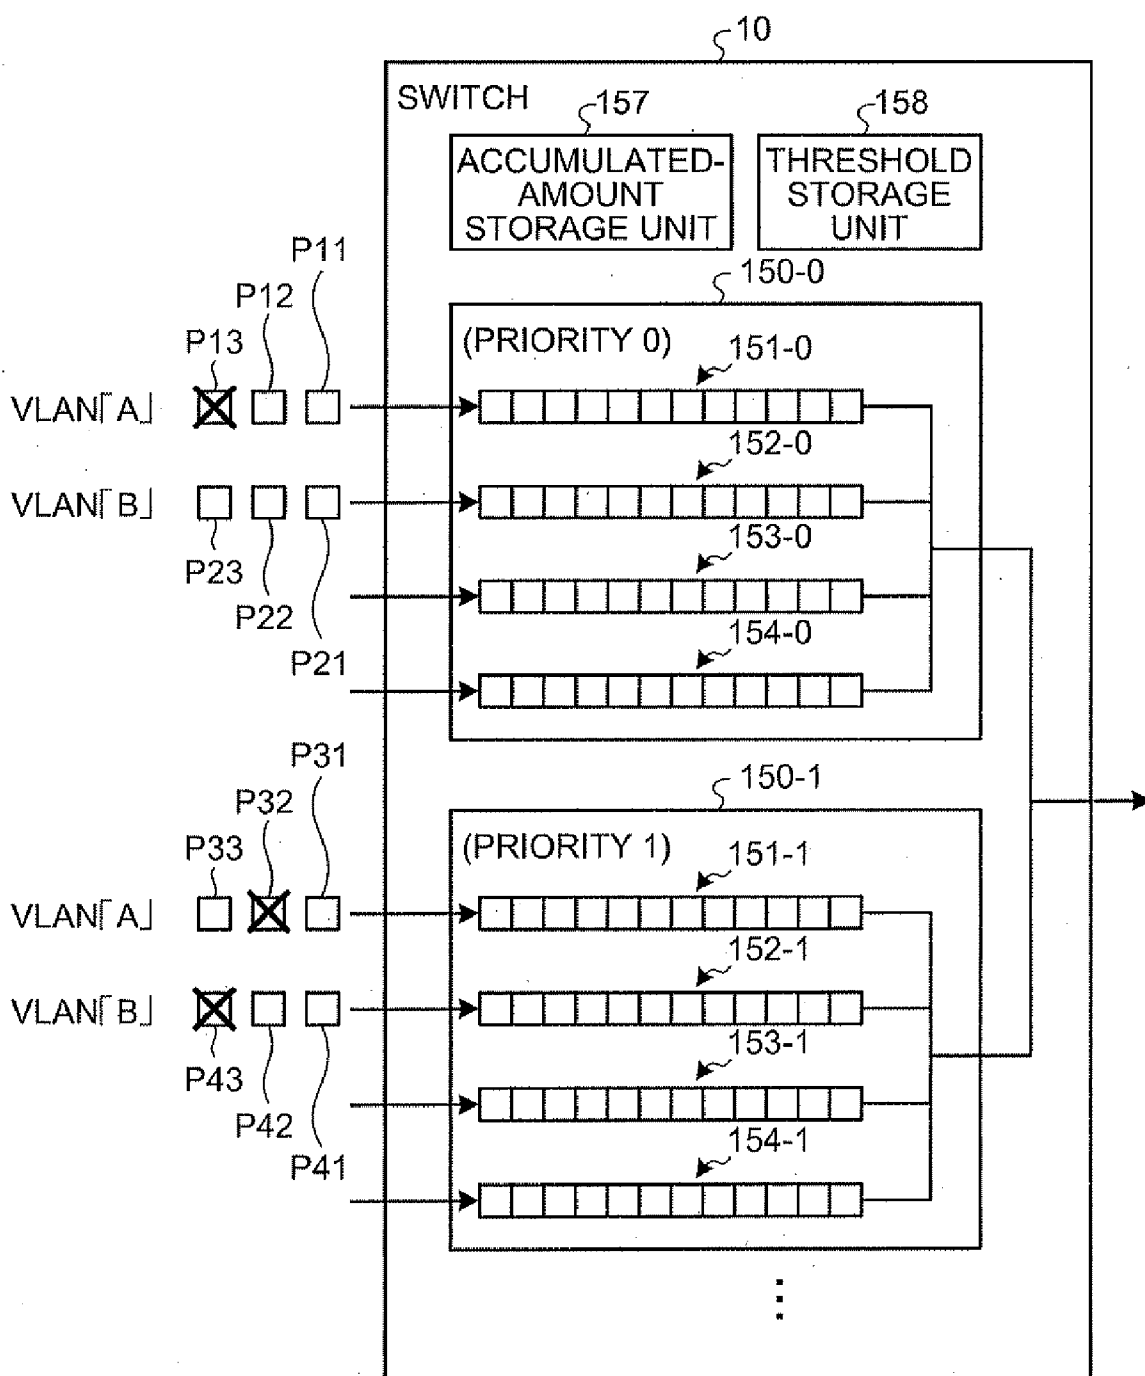 10
SWITCH
157
158
ACCUMULATED-
AMOUNT
STORAGE UNIT
THRESHOLD
STORAGE
UNIT
P11
P12
P13
150-0
(PRIORITY 0)
151-0
VLAN「A」
152-0
VLAN「B」
153-0
P23
P22
154-0
P21
P31
P32
P33
150-1
(PRIORITY 1)
151-1
VLAN「A」
152-1
VLAN「B」
153-1
P43
P42
154-1
P41